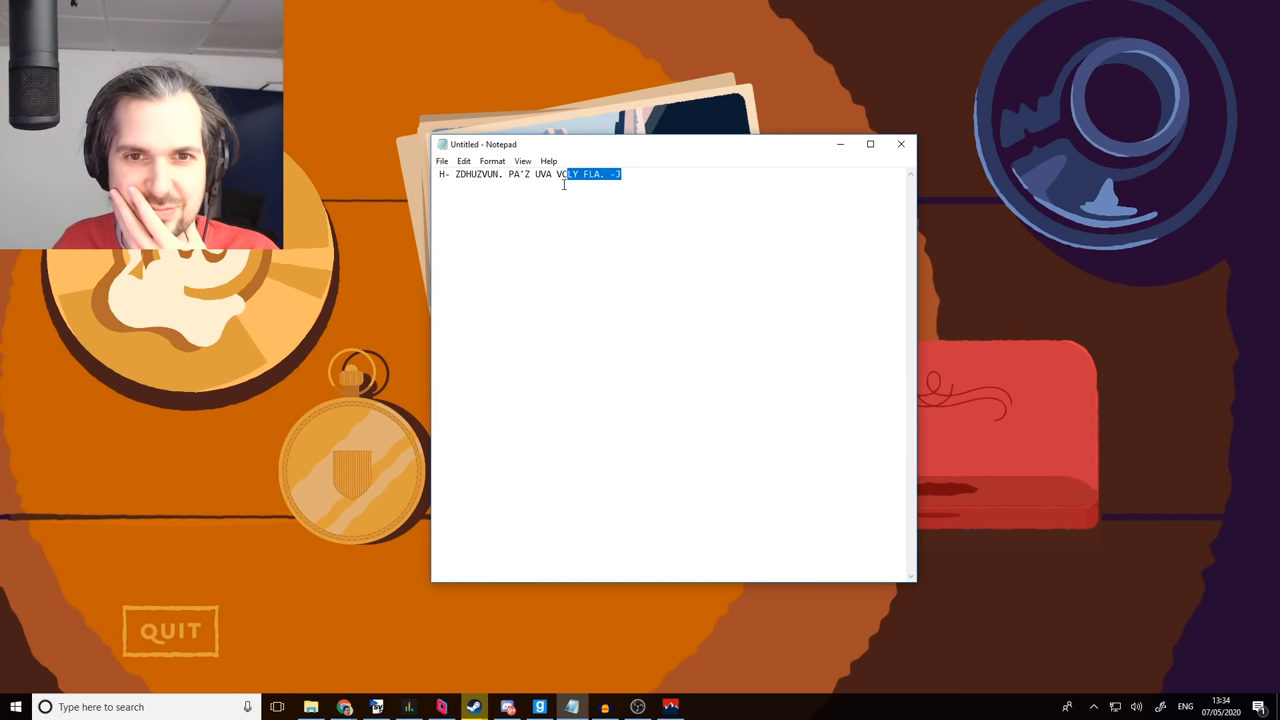 Untitled - Notepad
File Edit Format View Help
H- ZDHUZVUN. PA'Z UVA VCLY FLA. -J
QUIT
Type here to search
ENG
13:34
07/05/2020